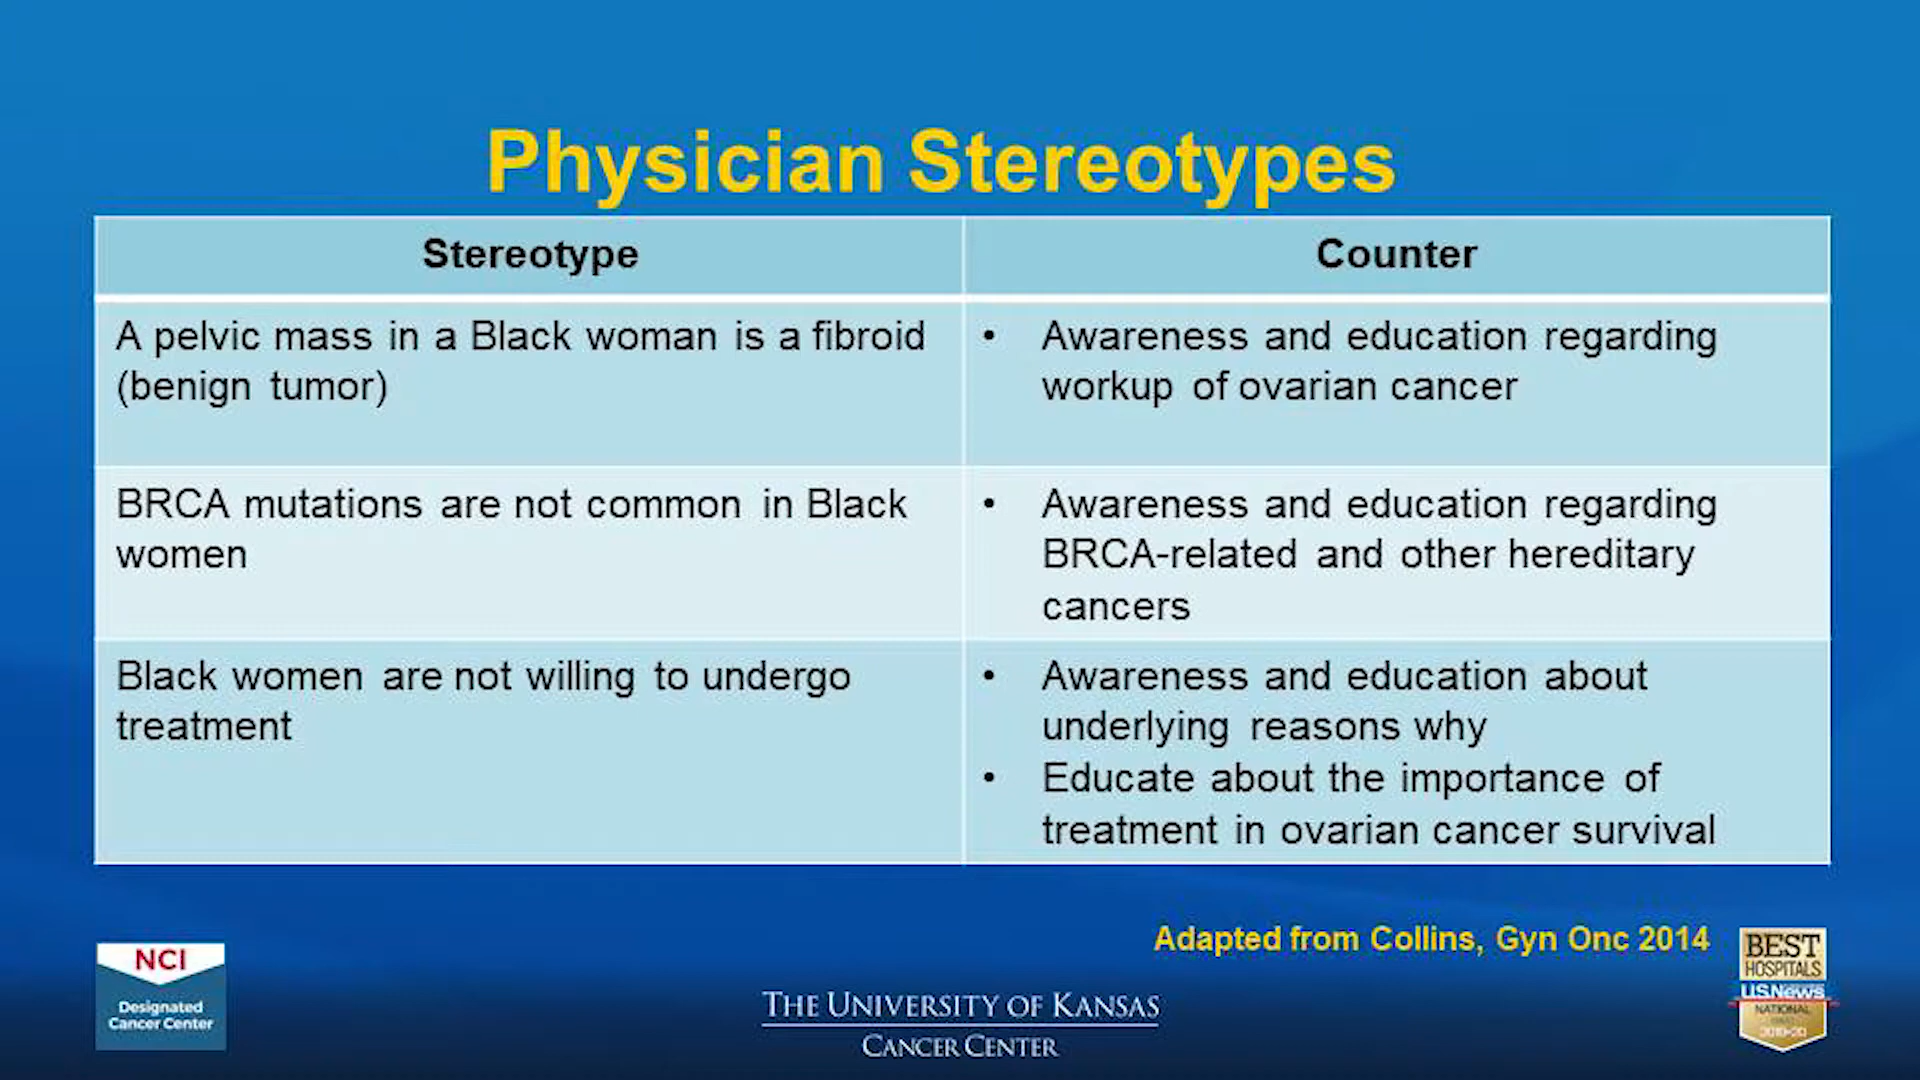 Physician Stereotypes
Stereotype
Counter
A pelvic mass in a Black woman is a fibroid
(benign tumor)
• Awareness and education regarding
workup of ovarian cancer
BRCA mutations are not common in Black
women
• Awareness and education regarding
BRCA-related and other hereditary
cancers
Black women are not willing to undergo
treatment
• Awareness and education about
underlying reasons why
• Educate about the importance of
treatment in ovarian cancer survival
Adapted from Collins, Gyn Onc 2014
NCI
Designated
Cancer Center
THE UNIVERSITY OF KANSAS
CANCER CENTER
BEST
HOSPITALS
U.S.News
NATIONAL
2019-20